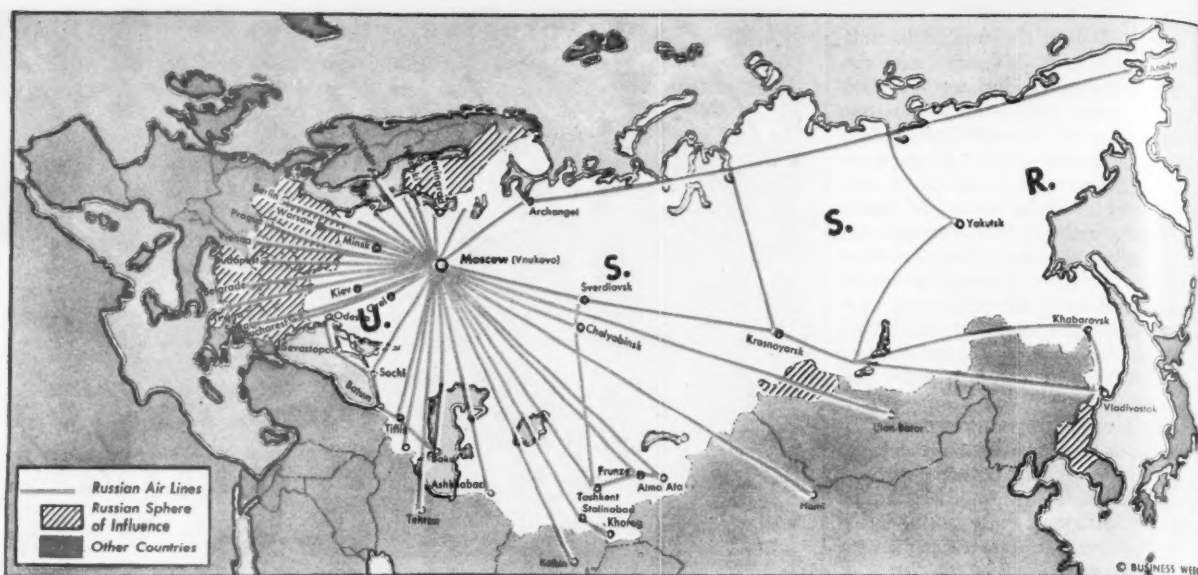 Anadyr
R.
Archangel
Yakutsk
S.
Berlin
Prague
Warsaw
Minsk
Vienna
Budapest
Moscow (Vnukovo)
S.
Sverdlovsk
Belgrade
Kiev
Orel
Chalyabinsk
Krasnoyarsk
Khabarovsk
Bucharest
Odessa
U.
Sevastopol
Sochi
Batum
Vladivostok
Tiflis
Ulan-Bator
Baku
Ashkhabad
Frunze
Alma Ata
Tashkent
Hami
Stalinabad
Khorog
Teheran
Kabul
Russian Air Lines
Russian Sphere
of Influence
Other Countries
© BUSINESS WEEK